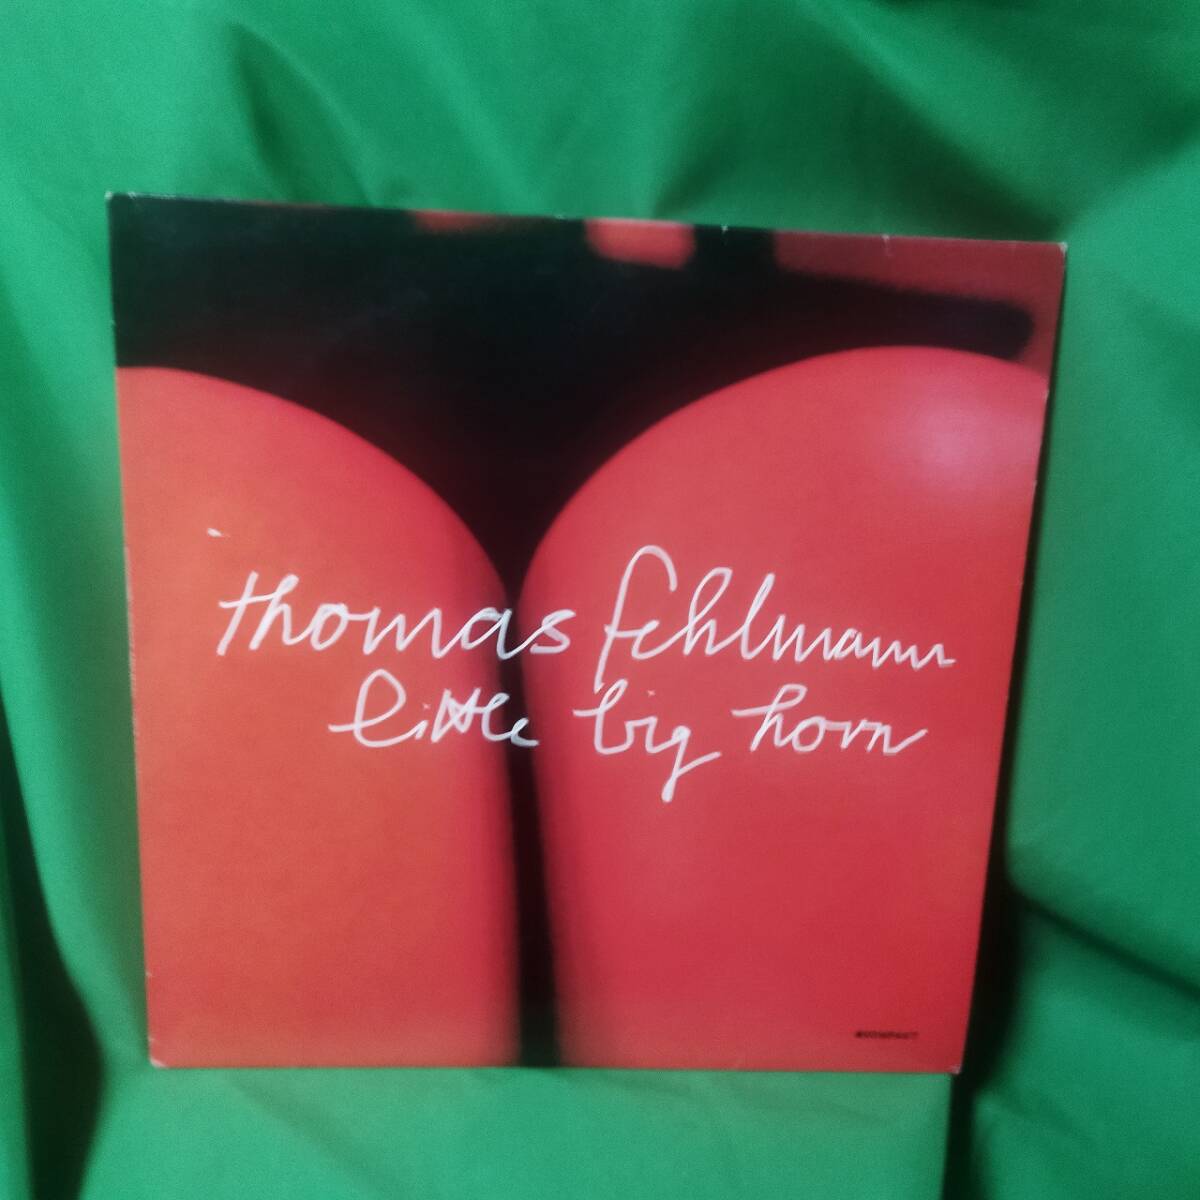 thomas fehlmann
little big horn
KOMPAKT